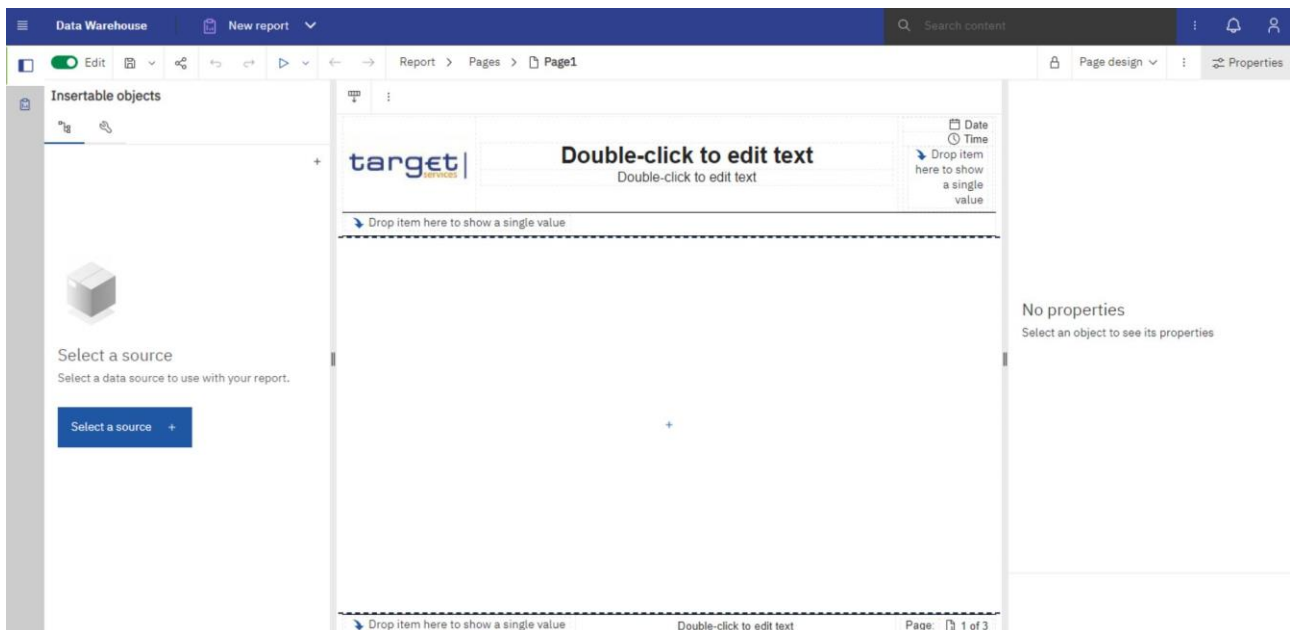 Data Warehouse New report Search content
Edit Report > Pages > Page1 Page design Properties
Insertable objects
Date
Time
target|
services
Double-click to edit text
Double-click to edit text
Drop item
here to show
a single
value
Drop item here to show a single value
Select a source
Select a data source to use with your report.
Select a source +
No properties
Select an object to see its properties
Drop item here to show a single value Double-click to edit text Page: 1 of 3